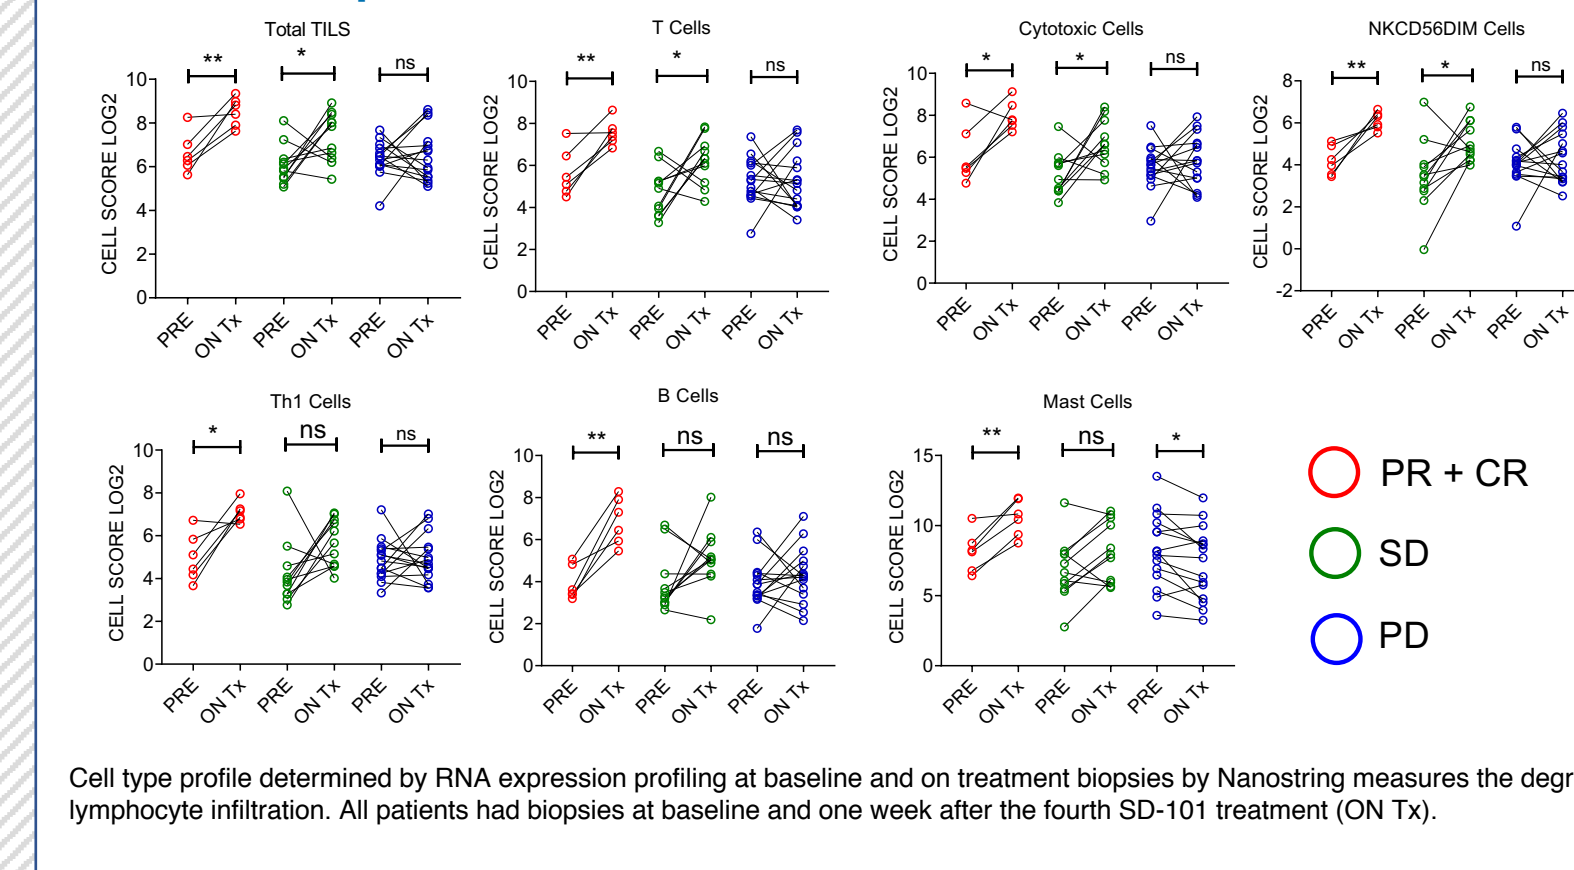 Total TILS
T Cells
Cytotoxic Cells
NKCD56DIM Cells
** * ns
** * ns
* * ns
** * ns
CELL SCORE LOG2
10
8
6
4
2
0
PRE ON Tx PRE ON Tx PRE ON Tx
CELL SCORE LOG2
10
8
6
4
2
0
PRE ON Tx PRE ON Tx PRE ON Tx
CELL SCORE LOG2
10
8
6
4
2
0
PRE ON Tx PRE ON Tx PRE ON Tx
CELL SCORE LOG2
8
6
4
2
0
-2
PRE ON Tx PRE ON Tx PRE ON Tx
Th1 Cells
B Cells
Mast Cells
* ns ns
** ns ns
** ns *
CELL SCORE LOG2
10
8
6
4
2
0
PRE ON Tx PRE ON Tx PRE ON Tx
CELL SCORE LOG2
10
8
6
4
2
0
PRE ON Tx PRE ON Tx PRE ON Tx
CELL SCORE LOG2
15
10
5
0
PRE ON Tx PRE ON Tx PRE ON Tx
PR + CR
SD
PD
Cell type profile determined by RNA expression profiling at baseline and on treatment biopsies by Nanostring measures the degr
lymphocyte infiltration. All patients had biopsies at baseline and one week after the fourth SD-101 treatment (ON Tx).